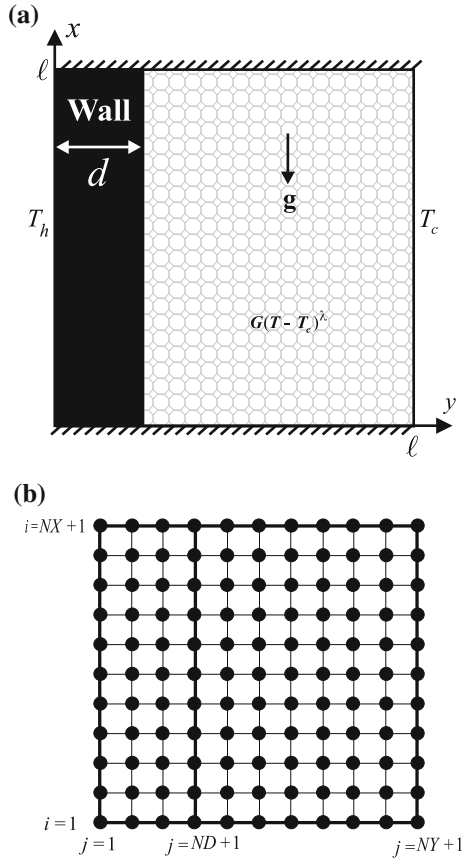 (a)
x
ℓ
Wall
d
g
T_h
T_c
G(T - T_c)^λ
y
ℓ
(b)
i=NX+1
i=1
j=1
j=ND+1
j=NY+1